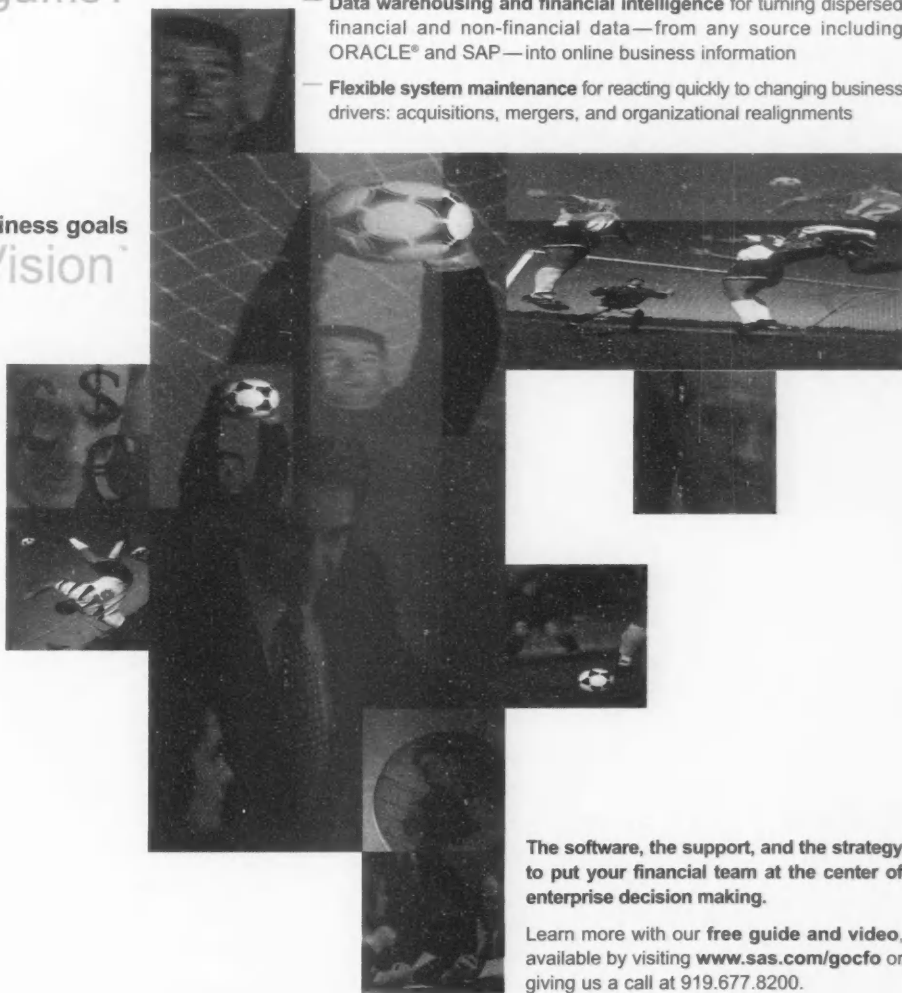 Data warehousing and financial intelligence for turning dispersed
financial and non-financial data—from any source including
ORACLE® and SAP—into online business information
Flexible system maintenance for reacting quickly to changing business
drivers: acquisitions, mergers, and organizational realignments
goals
The software, the support, and the strategy
to put your financial team at the center of
enterprise decision making.
Learn more with our free guide and video,
available by visiting www.sas.com/gocfo or
giving us a call at 919.677.8200.